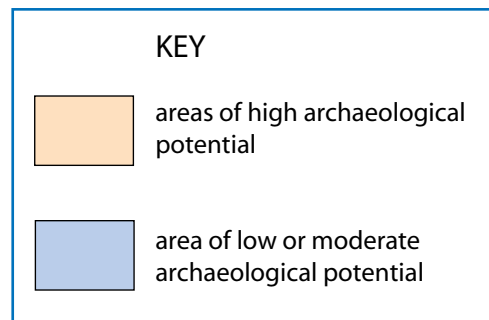 KEY
areas of high archaeological
potential
area of low or moderate
archaeological potential